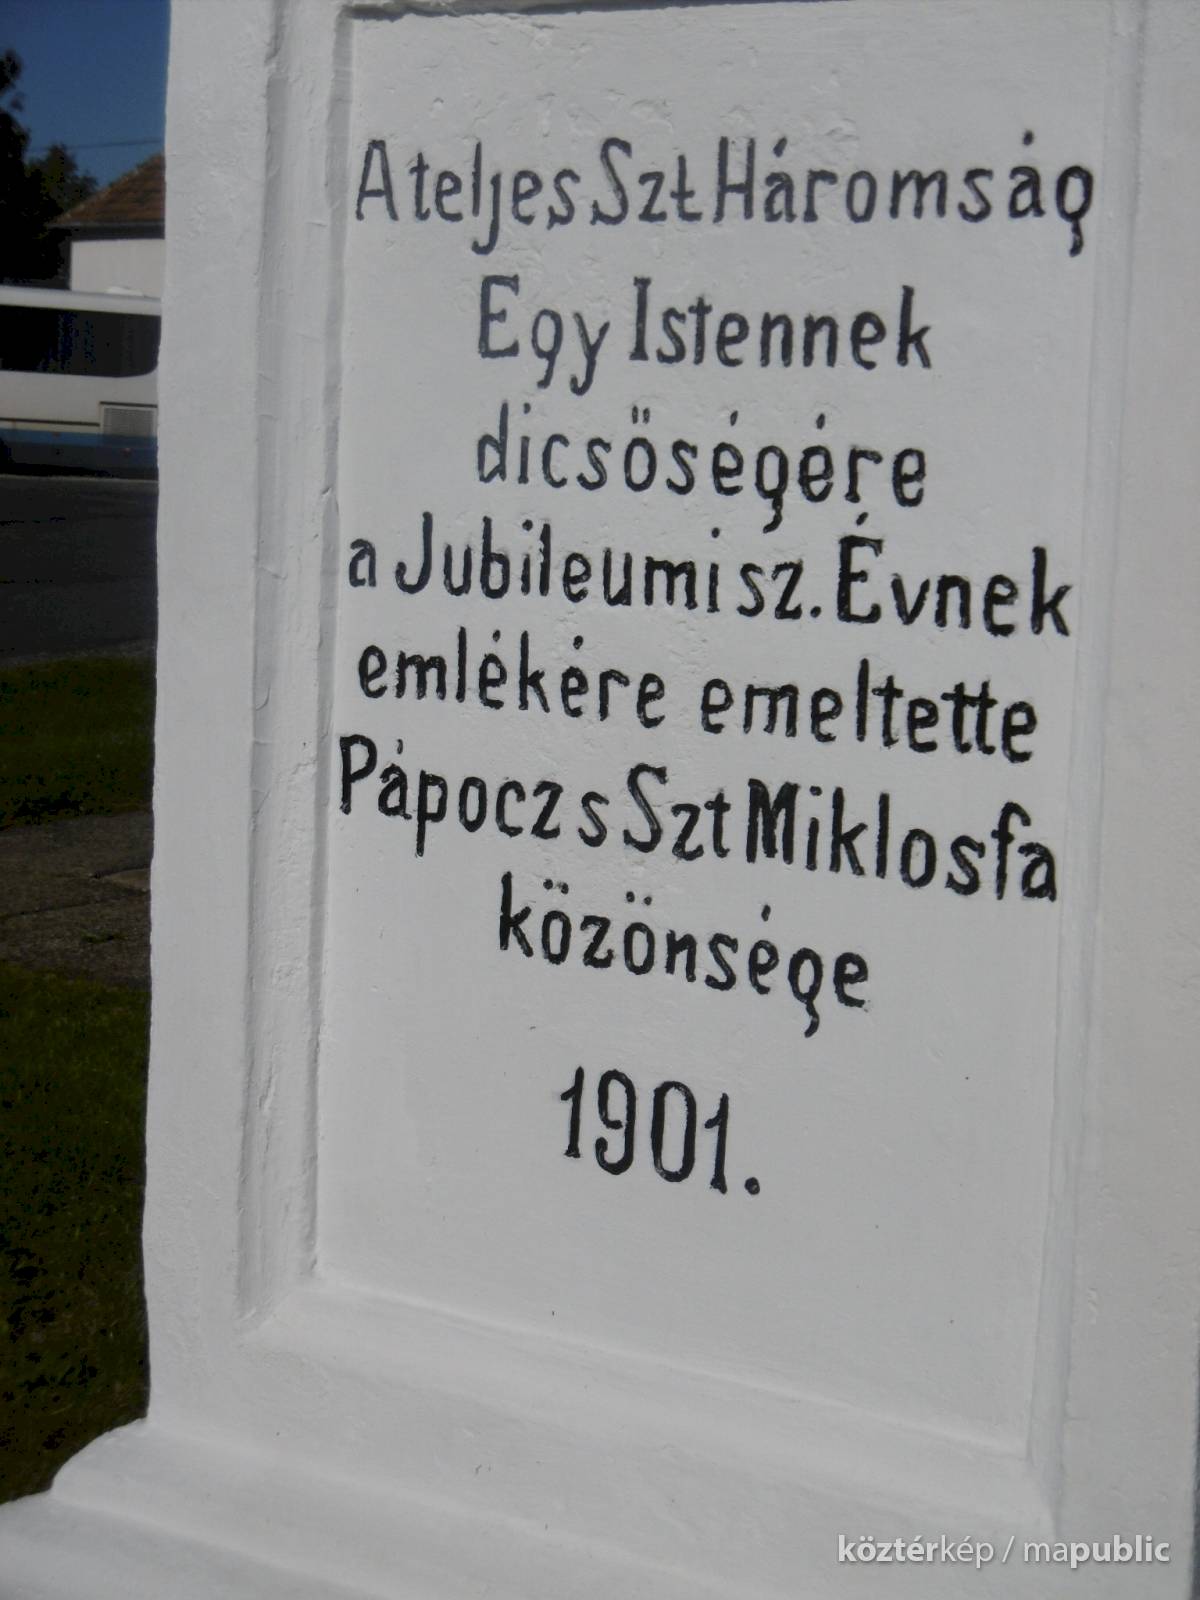 A teljes Szt Háromság
Egy Istennek
dicsöségére
a Jubileumi sz. Évnek
emlékére emeltette
Pápocz s Szt Miklosfa
közönsége
1901.
köztérkép / mapublic